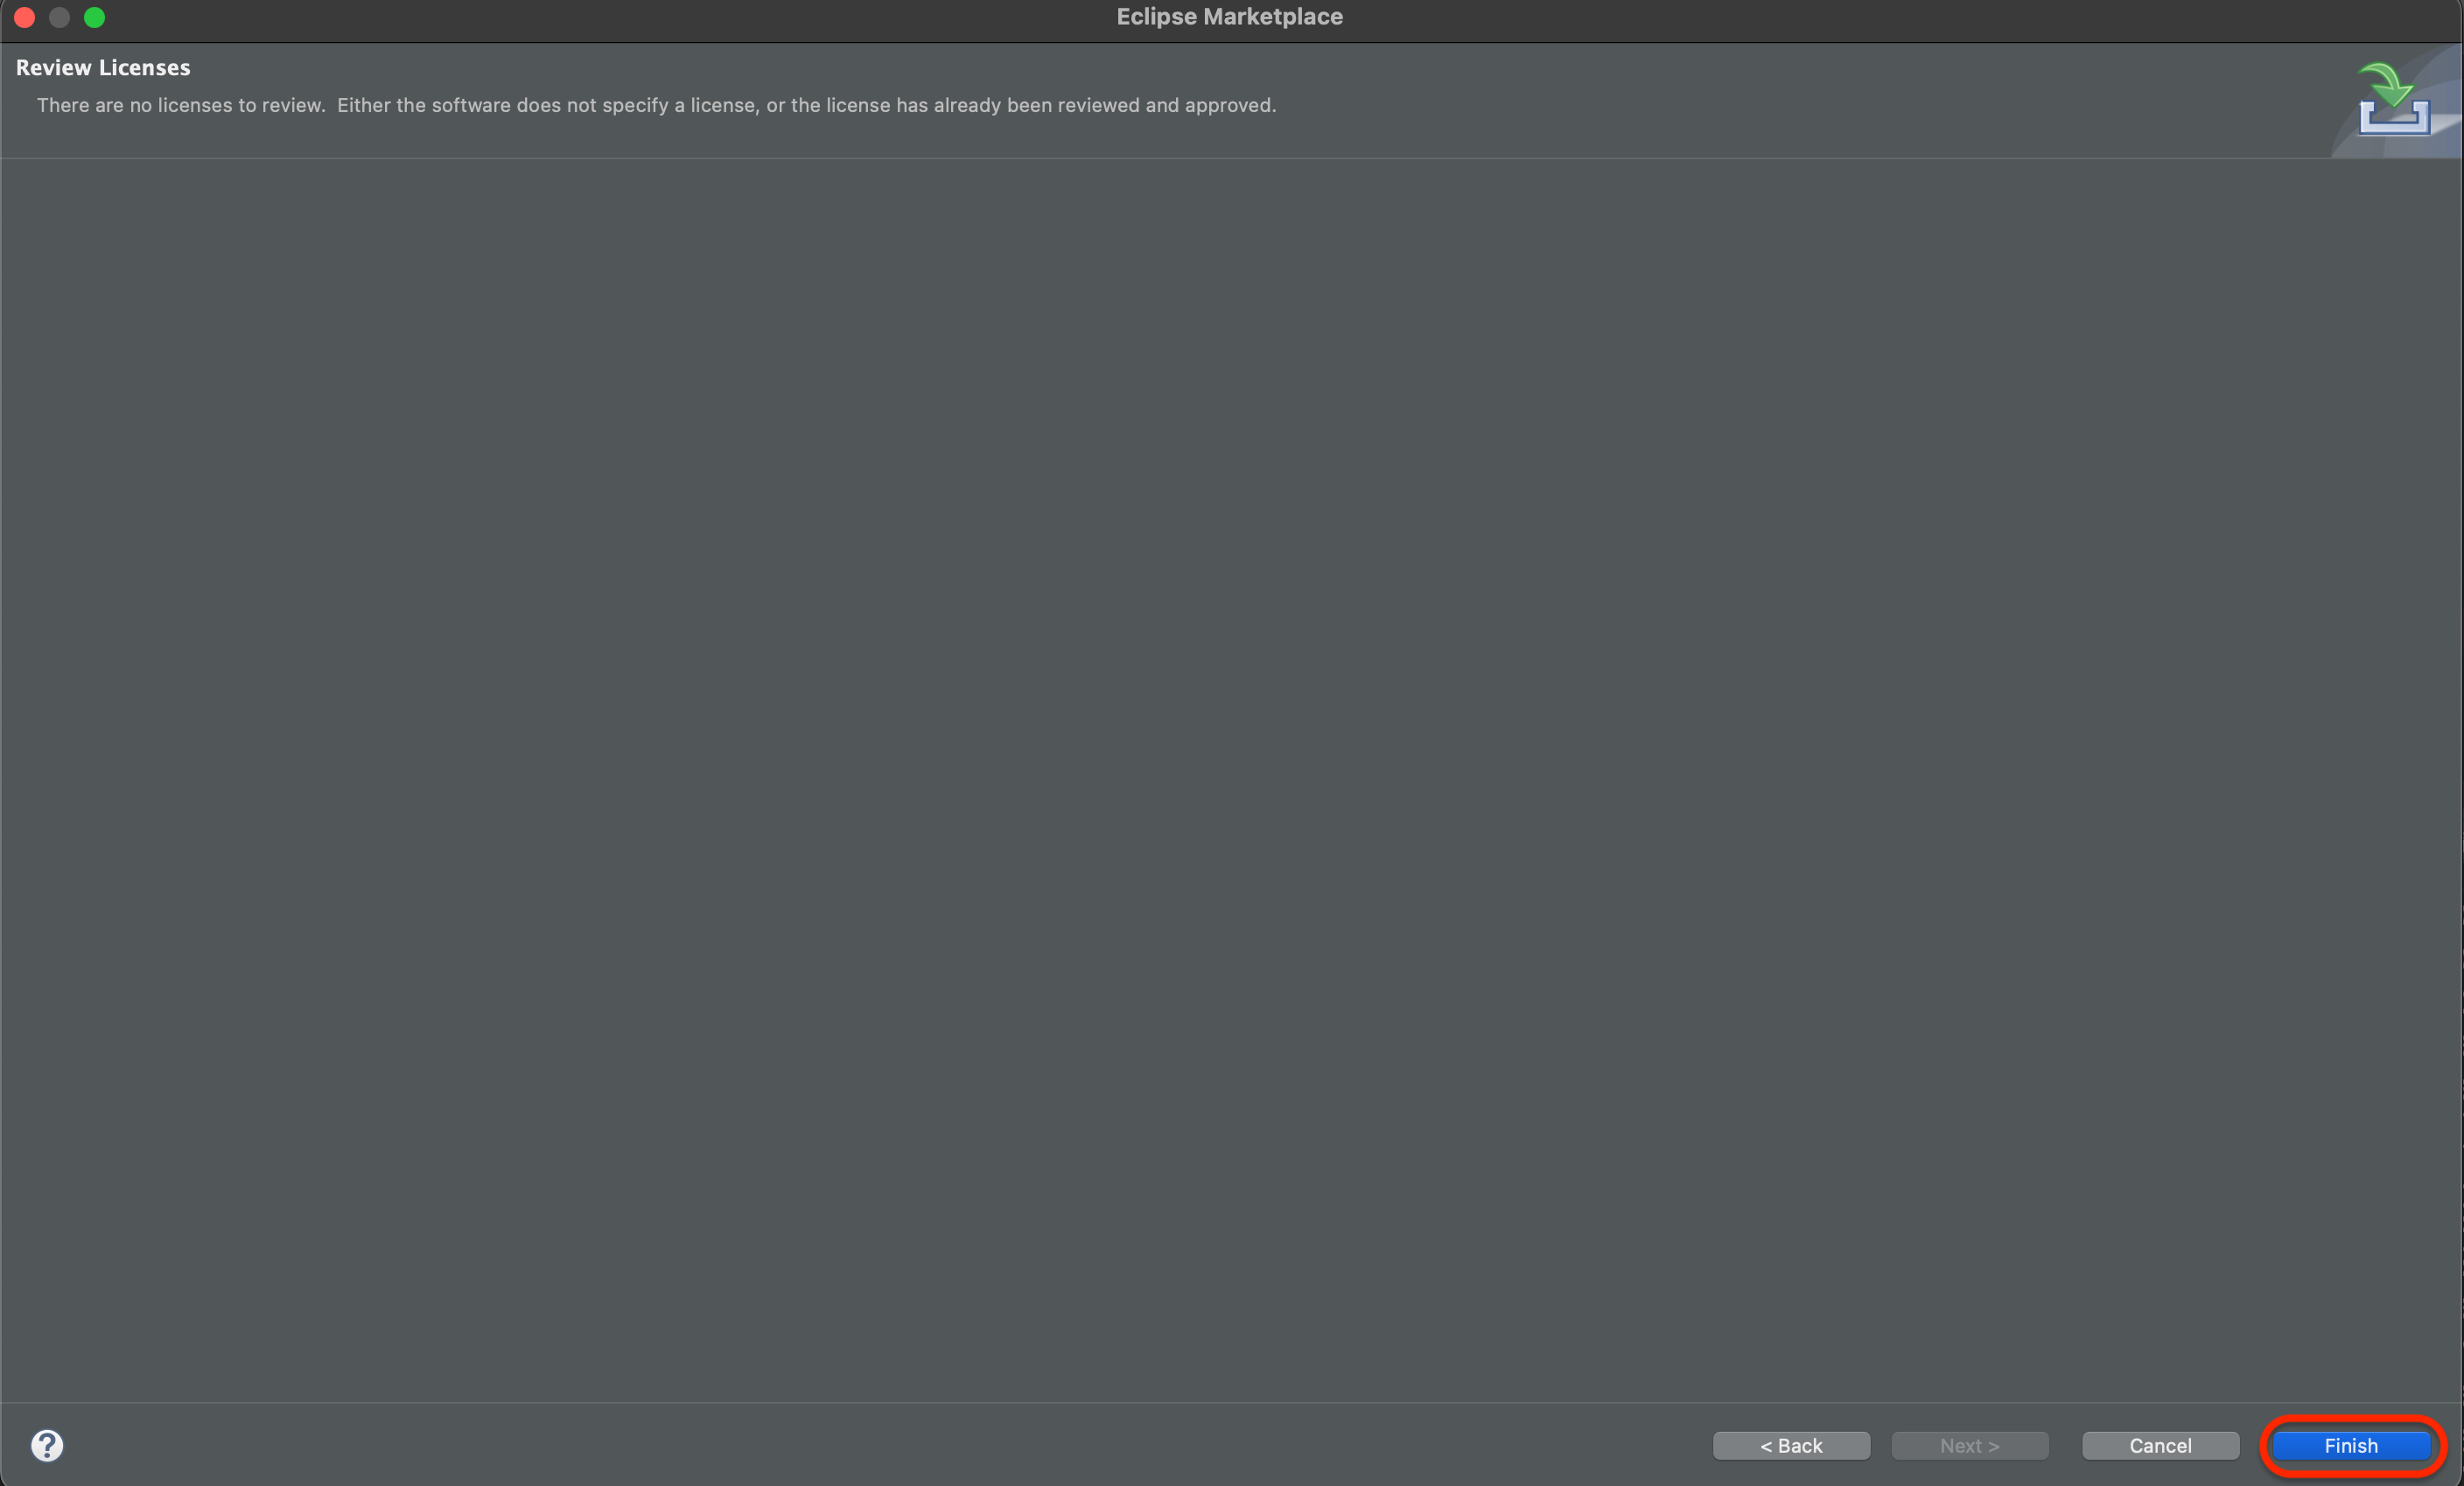 Eclipse Marketplace
Review Licenses
There are no licenses to review.  Either the software does not specify a license, or the license has already been reviewed and approved.
?
< Back
Next >
Cancel
Finish